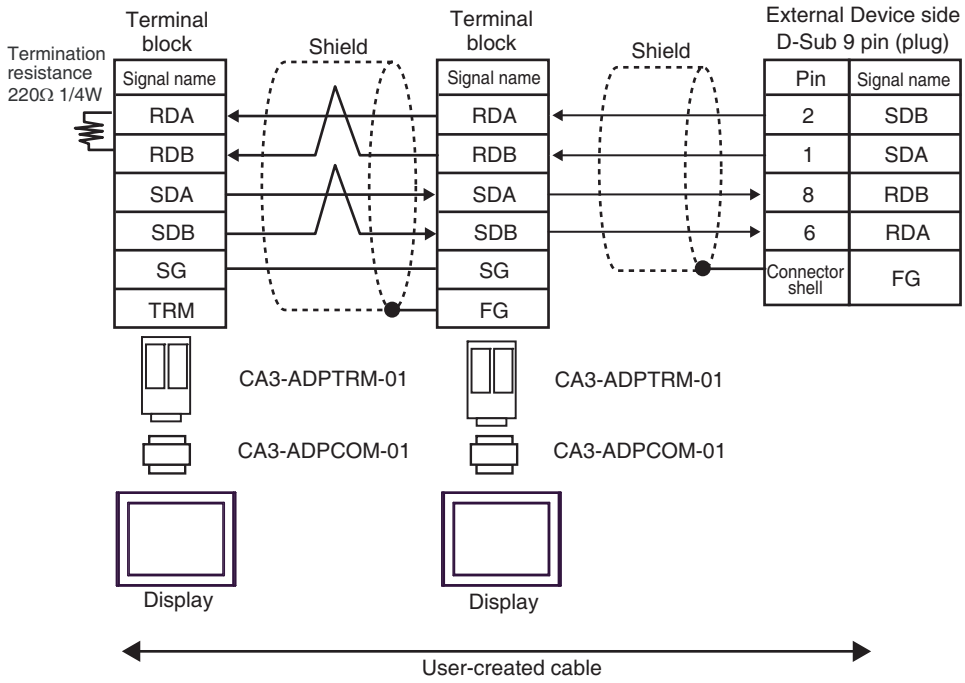 Terminal
block
Terminal
block
External Device side
D-Sub 9 pin (plug)
Termination
resistance
220Ω 1/4W
Shield
Shield
Signal name
Signal name
Pin
Signal name
RDA
RDA
2
SDB
RDB
RDB
1
SDA
SDA
SDA
8
RDB
SDB
SDB
6
RDA
SG
SG
Connector
shell
FG
TRM
FG
CA3-ADPTRM-01
CA3-ADPTRM-01
CA3-ADPCOM-01
CA3-ADPCOM-01
Display
Display
User-created cable